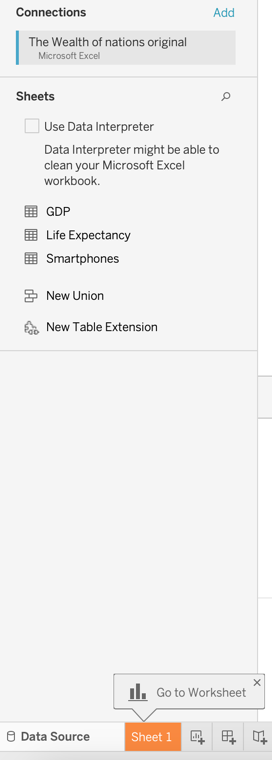 Connections Add
The Wealth of nations original
Microsoft Excel
Sheets
Use Data Interpreter
Data Interpreter might be able to
clean your Microsoft Excel
workbook.
GDP
Life Expectancy
Smartphones
New Union
New Table Extension
Go to Worksheet
Data Source Sheet 1